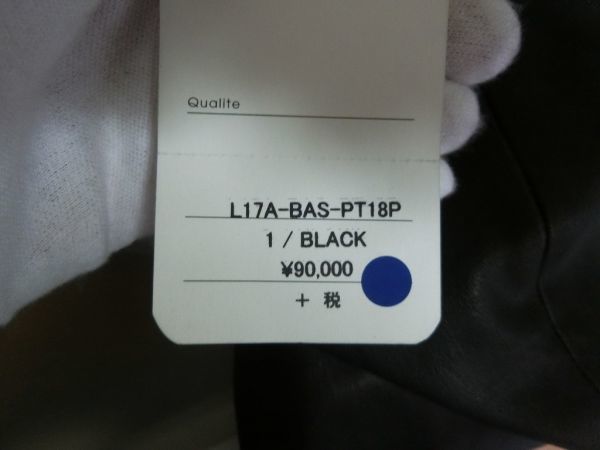 Qualite
L17A-BAS-PT18P
1 / BLACK
¥90,000
+ 税